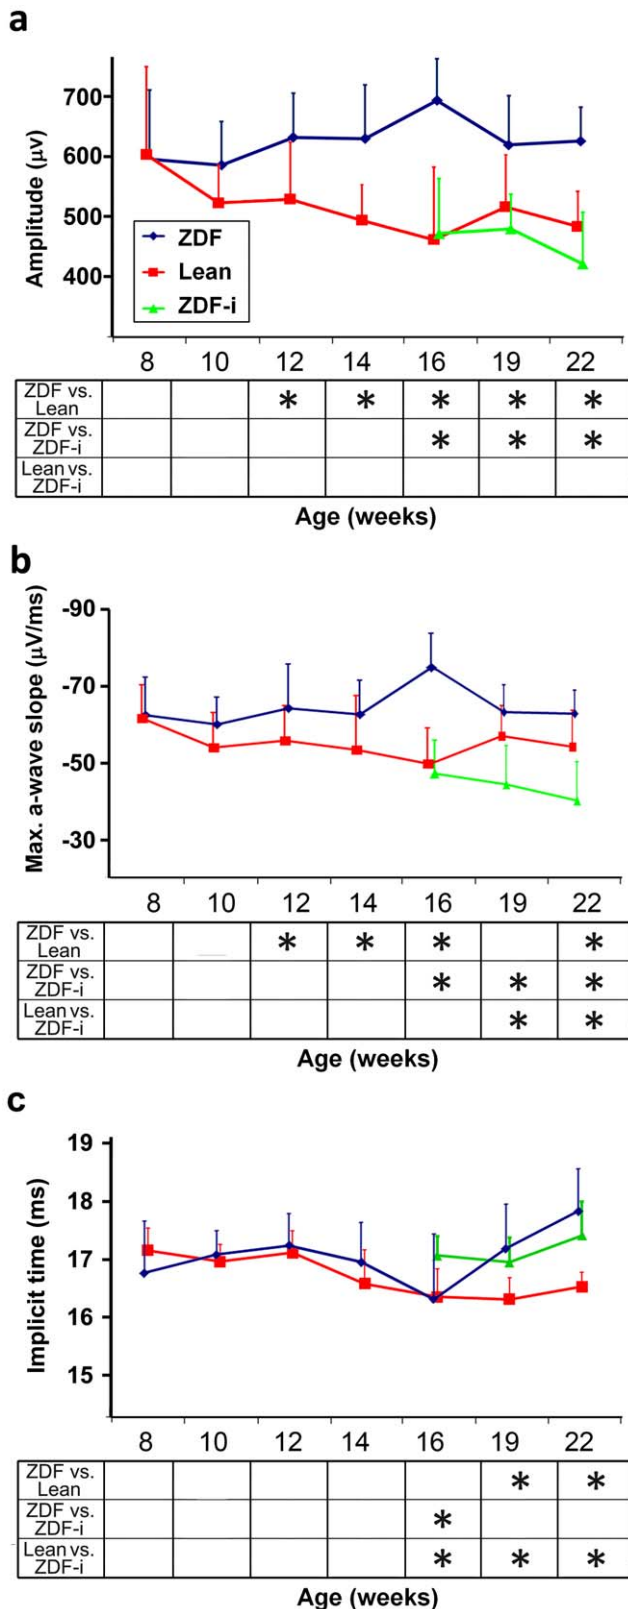 a
700
600
500
400
Amplitude (μv)
ZDF
Lean
ZDF-i
8 10 12 14 16 19 22
ZDF vs.
Lean
* * * * *
ZDF vs.
ZDF-i
* * *
Lean vs.
ZDF-i
Age (weeks)
b
-90
-70
-50
-30
Max. a-wave slope (μV/ms)
8 10 12 14 16 19 22
ZDF vs.
Lean
* * * *
ZDF vs.
ZDF-i
* * *
Lean vs.
ZDF-i
* *
Age (weeks)
c
19
18
17
16
15
Implicit time (ms)
8 10 12 14 16 19 22
ZDF vs.
Lean
* *
ZDF vs.
ZDF-i
*
Lean vs.
ZDF-i
* * *
Age (weeks)